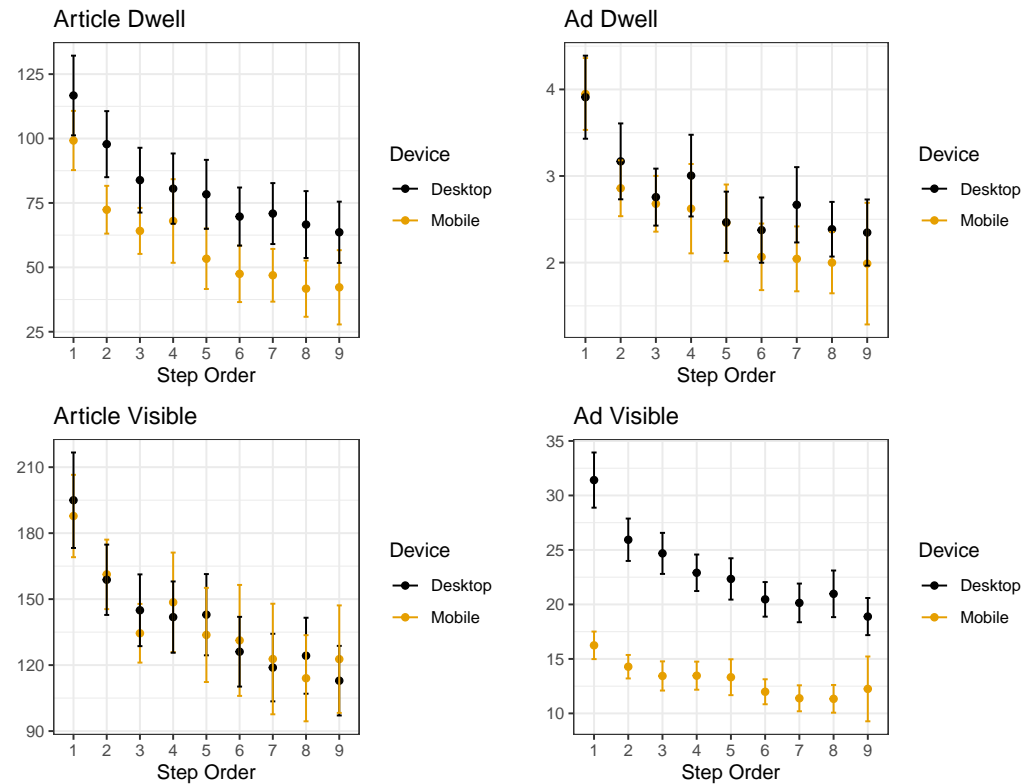 Article Dwell
125
100
75
50
25
1 2 3 4 5 6 7 8 9
Step Order
Device
Desktop
Mobile
Ad Dwell
4
3
2
1 2 3 4 5 6 7 8 9
Step Order
Device
Desktop
Mobile
Article Visible
210
180
150
120
90
1 2 3 4 5 6 7 8 9
Step Order
Device
Desktop
Mobile
Ad Visible
35
30
25
20
15
10
1 2 3 4 5 6 7 8 9
Step Order
Device
Desktop
Mobile